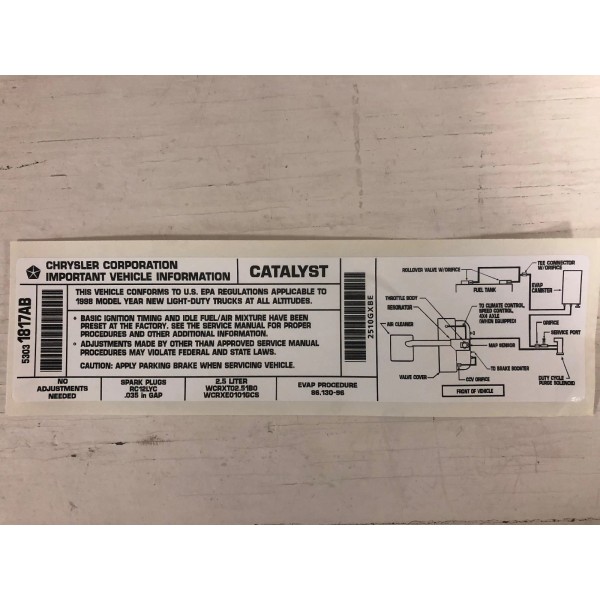 CHRYSLER CORPORATION
IMPORTANT VEHICLE INFORMATION
CATALYST
53031817AB
THIS VEHICLE CONFORMS TO U.S. EPA REGULATIONS APPLICABLE TO
1998 MODEL YEAR NEW LIGHT-DUTY TRUCKS AT ALL ALTITUDES.
• BASIC IGNITION TIMING AND IDLE FUEL/AIR MIXTURE HAVE BEEN
PRESET AT THE FACTORY. SEE THE SERVICE MANUAL FOR PROPER
PROCEDURES AND OTHER ADDITIONAL INFORMATION.
• ADJUSTMENTS MADE BY OTHER THAN APPROVED SERVICE MANUAL
PROCEDURES MAY VIOLATE FEDERAL AND STATE LAWS.
CAUTION: APPLY PARKING BRAKE WHEN SERVICING VEHICLE.
2510GXBE
NO
ADJUSTMENTS
NEEDED
SPARK PLUGS
RC12LYC
.035 in GAP
2.5 LITER
WCRXT02.51B0
WCRXE0101GCS
EVAP PROCEDURE
86.130-96
ROLLOVER VALVE W/ORIFICE
TEE CONNECTOR
W/ORIFICE
FUEL TANK
EVAP
CANISTER
THROTTLE BODY
RESONATOR
AIR CLEANER
TO CLIMATE CONTROL,
SPEED CONTROL,
4X4 AXLE
(WHEN EQUIPPED)
ORIFICE
SERVICE PORT
MAP SENSOR
TO BRAKE BOOSTER
VALVE COVER
CCV ORIFICE
DUTY CYCLE
PURGE SOLENOID
FRONT OF VEHICLE